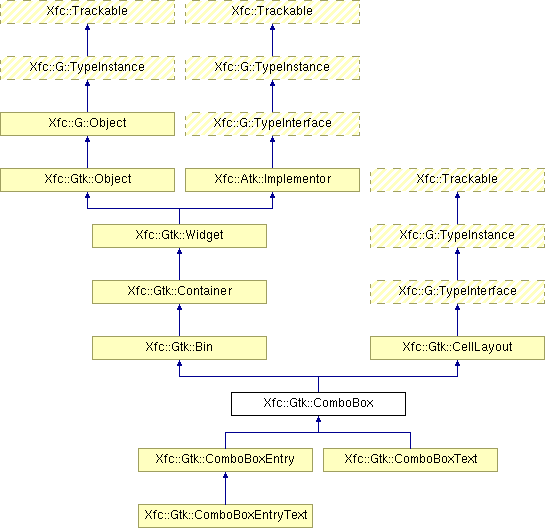 Xfc::Trackable
Xfc::Trackable
Xfc::G::TypeInstance
Xfc::G::TypeInstance
Xfc::G::Object
Xfc::G::TypeInterface
Xfc::Gtk::Object
Xfc::Atk::Implementor
Xfc::Trackable
Xfc::Gtk::Widget
Xfc::G::TypeInstance
Xfc::Gtk::Container
Xfc::G::TypeInterface
Xfc::Gtk::Bin
Xfc::Gtk::CellLayout
Xfc::Gtk::ComboBox
Xfc::Gtk::ComboBoxEntry
Xfc::Gtk::ComboBoxText
Xfc::Gtk::ComboBoxEntryText